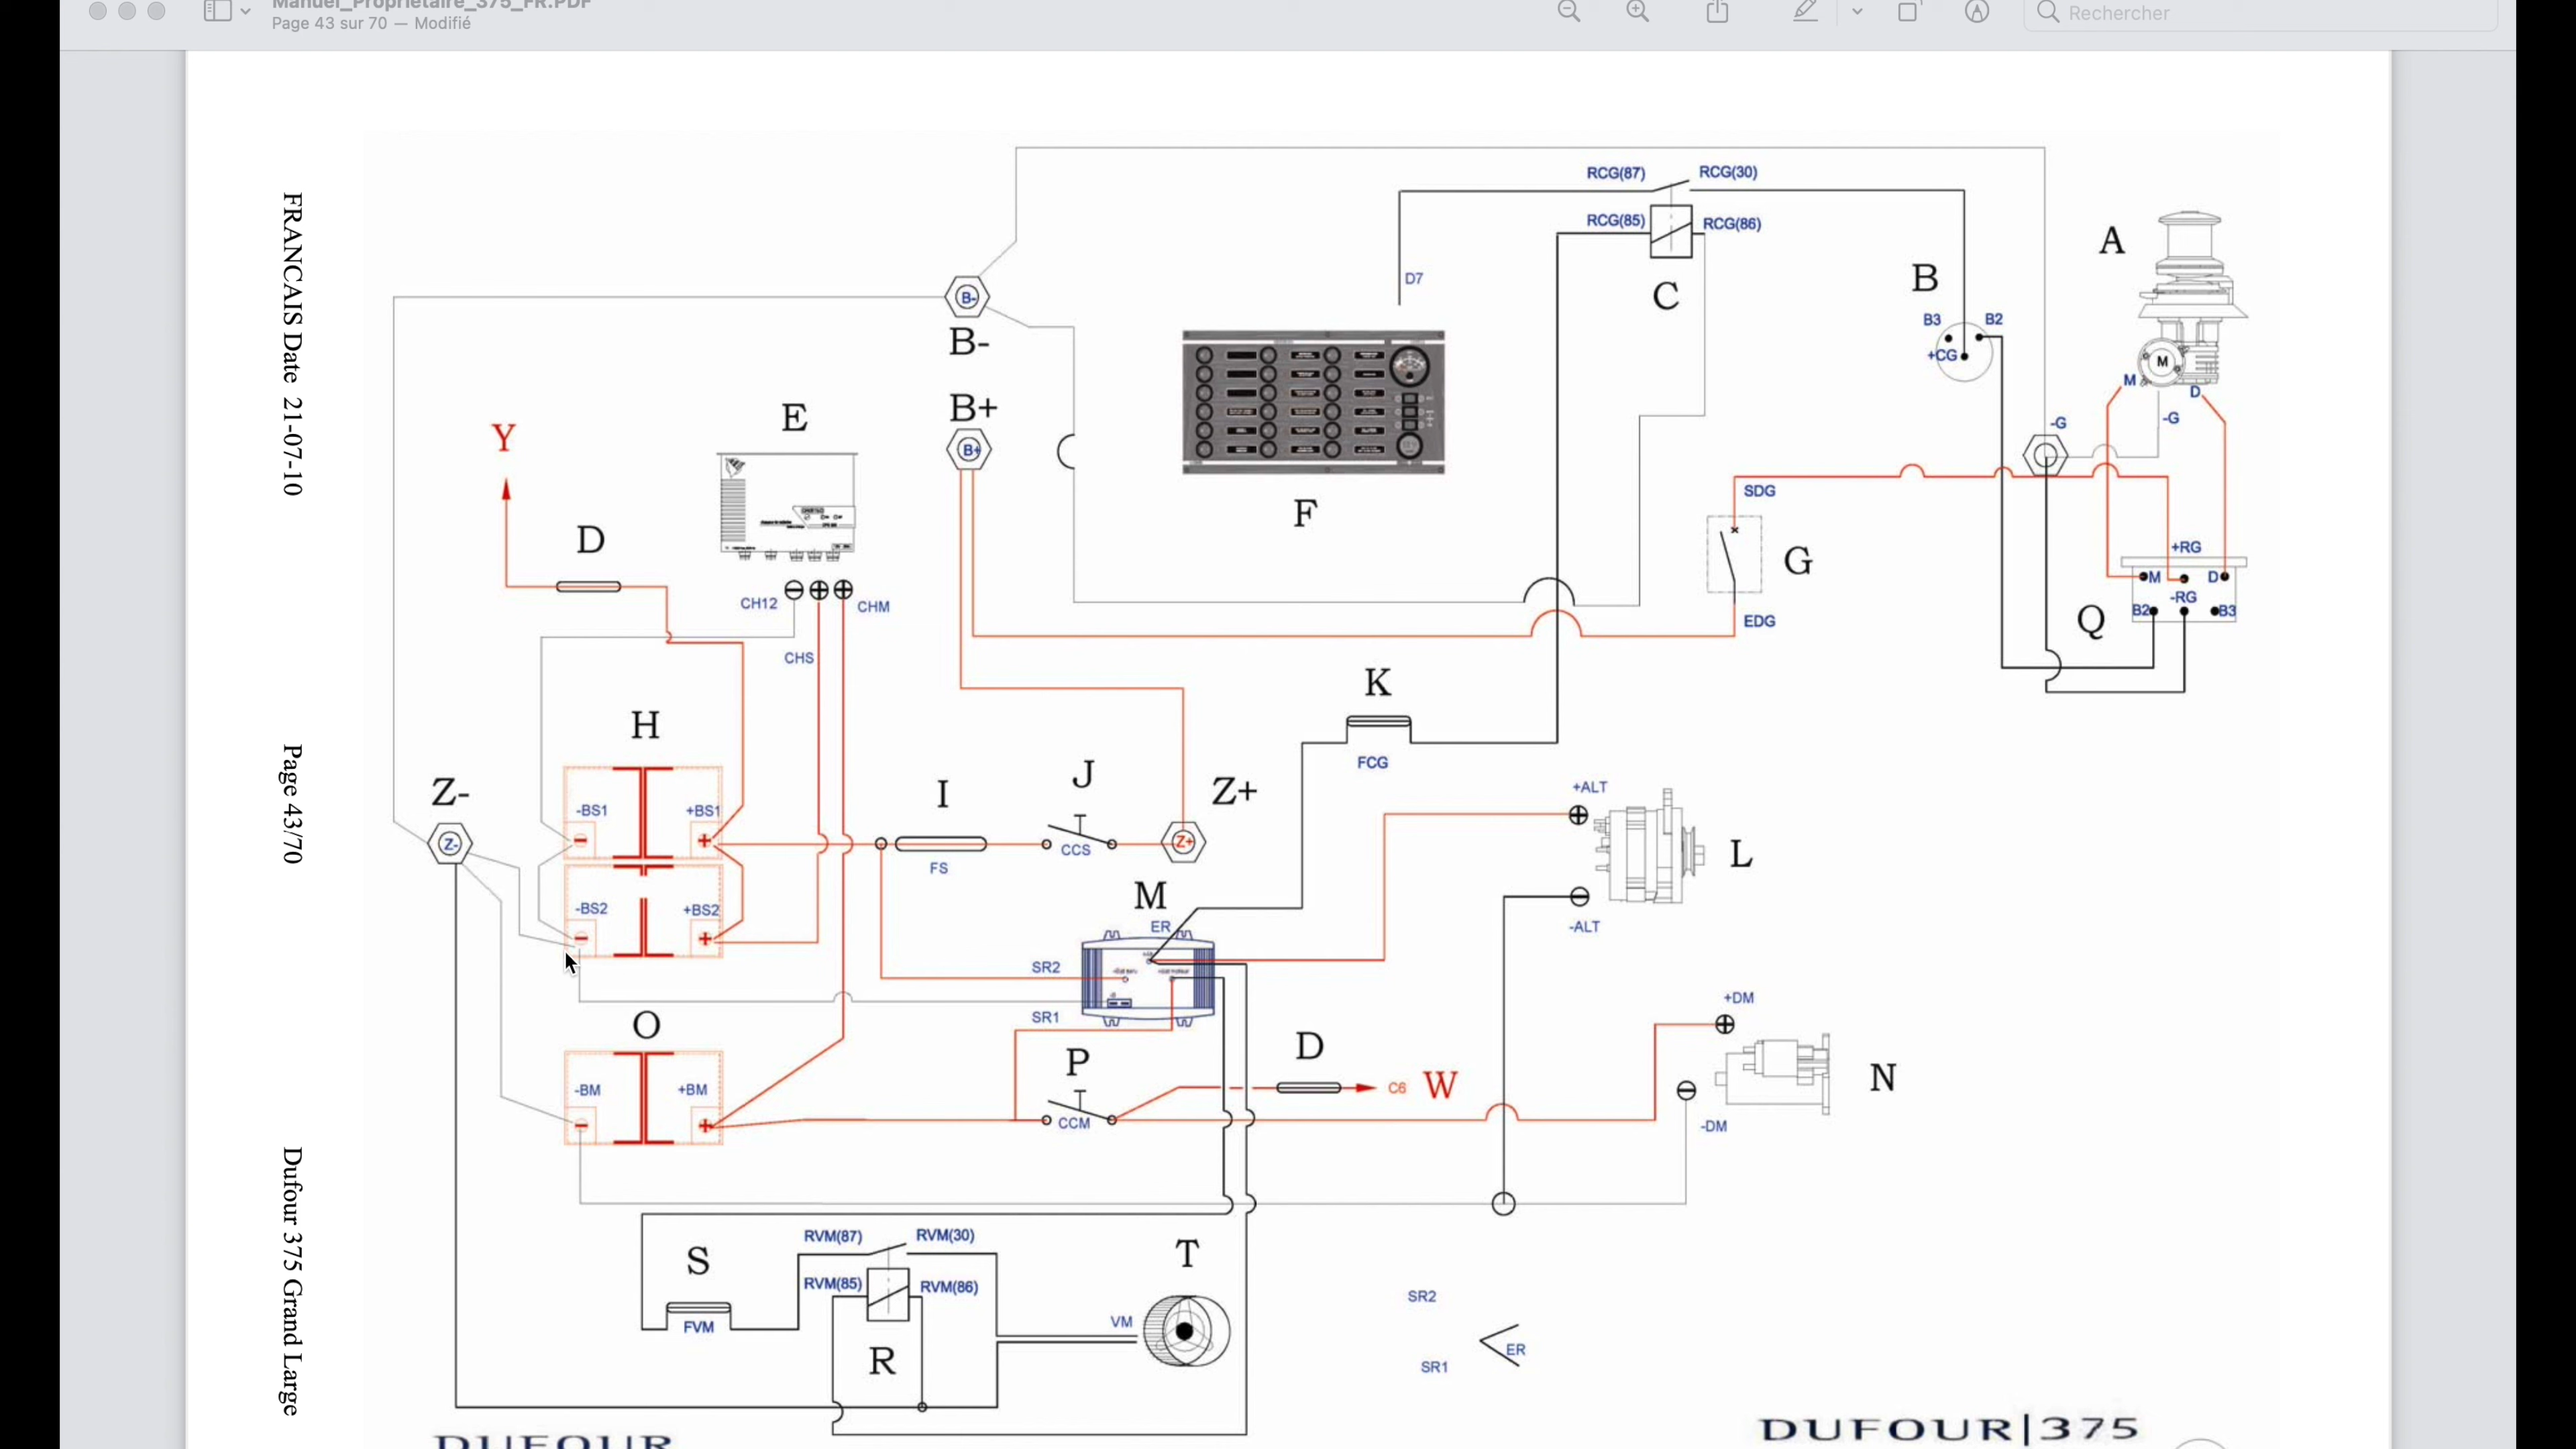 Manuel_Proprietaire_375_FR.PDF
Page 43 sur 70 — Modifié
Rechercher
FRANCAIS Date 21-07-10
Page 43/70
Dufour 375 Grand Large
RCG(87)
RCG(30)
RCG(85)
RCG(86)
C
D7
A
B
B3
B2
+CG
M
M
D
-G
-G
B-
B-
B+
B+
E
Y
D
F
CH12
CHM
CHS
SDG
G
EDG
+RG
M
D
-RG
B2
B3
Q
H
K
FCG
Z-
Z-
-BS1
+BS1
I
FS
J
CCS
Z+
Z+
+ALT
L
-ALT
-BS2
+BS2
M
ER
SR2
SR1
O
-BM
+BM
P
CCM
D
C6
W
+DM
N
-DM
S
FVM
RVM(87)
RVM(30)
RVM(85)
RVM(86)
R
T
VM
SR2
ER
SR1
DUFOUR
DUFOUR|375